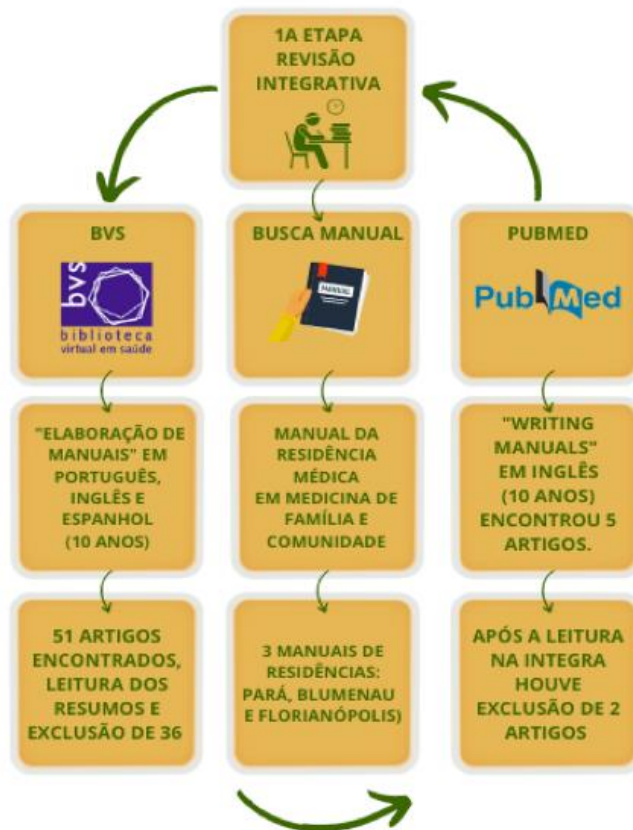 1A ETAPA
REVISÃO
INTEGRATIVA
BVS
bvs
biblioteca
virtual em saúde
"ELABORAÇÃO DE
MANUAIS" EM
PORTUGUÊS,
INGLÊS E
ESPANHOL
(10 ANOS)
51 ARTIGOS
ENCONTRADOS,
LEITURA DOS
RESUMOS E
EXCLUSÃO DE 36
BUSCA MANUAL
MANUAL
MANUAL DA
RESIDÊNCIA
MÉDICA
EM MEDICINA DE
FAMÍLIA E
COMUNIDADE
3 MANUAIS DE
RESIDÊNCIAS:
PARÁ, BLUMENAU
E FLORIANÓPOLIS)
PUBMED
PubMed
"WRITING
MANUALS"
EM INGLÊS
(10 ANOS)
ENCONTROU 5
ARTIGOS.
APÓS A LEITURA
NA INTEGRA
HOUVE
EXCLUSÃO DE 2
ARTIGOS